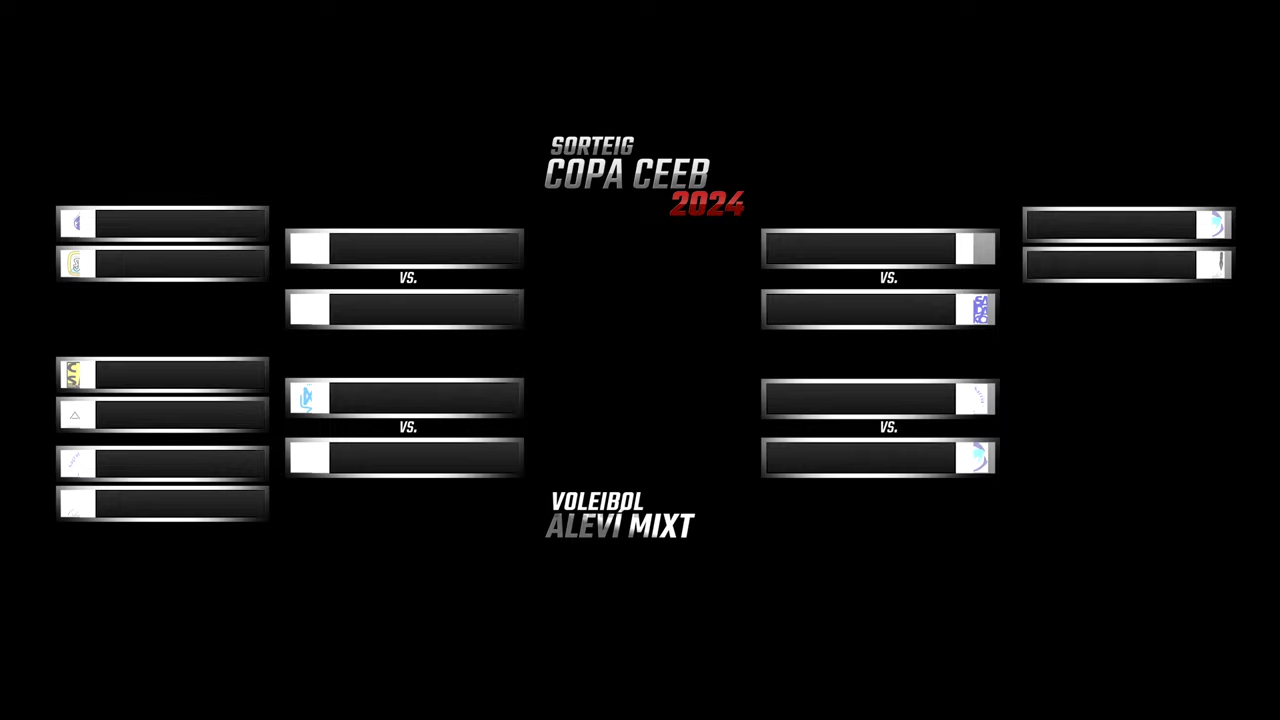 SORTEIG
COPA CEEB
2024
VS.
VS.
VS.
VS.
VOLEIBOL
ALEVÍ MIXT